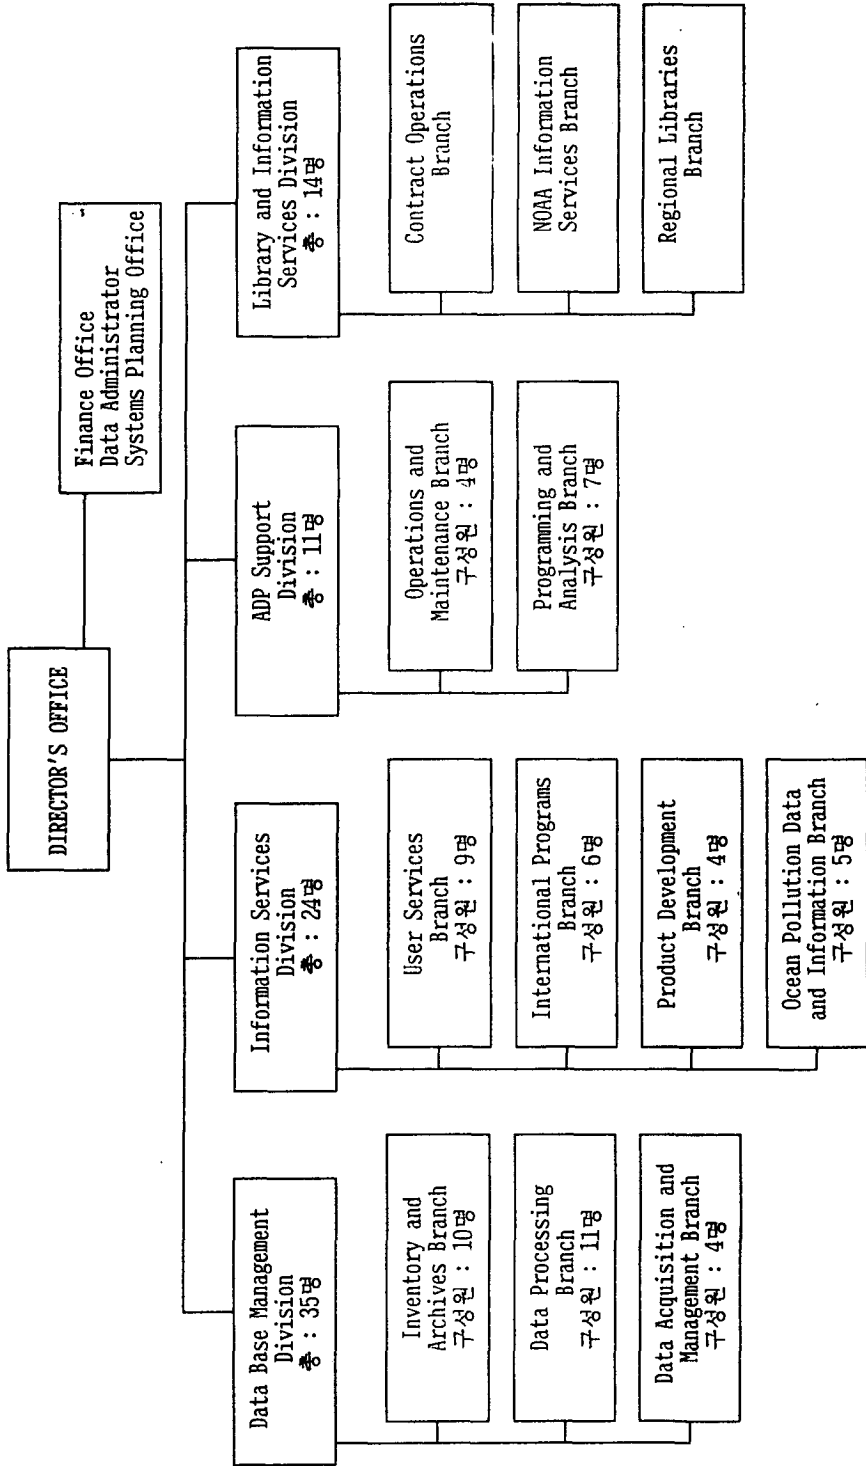 DIRECTOR'S OFFICE
Finance Office
Data Administrator
Systems Planning Office
Data Base Management
Division
총 : 35명
Inventory and
Archives Branch
구성원 : 10명
Data Processing
Branch
구성원 : 11명
Data Acquisition and
Management Branch
구성원 : 4명
Information Services
Division
총 : 24명
User Services
Branch
구성원 : 9명
International Programs
Branch
구성원 : 6명
Product Development
Branch
구성원 : 4명
Ocean Pollution Data
and Information Branch
구성원 : 5명
ADP Support
Division
총 : 11명
Operations and
Maintenance Branch
구성원 : 4명
Programming and
Analysis Branch
구성원 : 7명
Library and Information
Services Division
총 : 14명
Contract Operations
Branch
NOAA Information
Services Branch
Regional Libraries
Branch